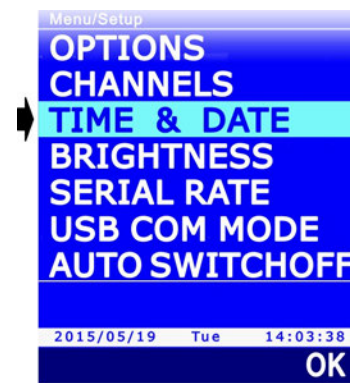 Menu/Setup
OPTIONS
CHANNELS
TIME & DATE
BRIGHTNESS
SERIAL RATE
USB COM MODE
AUTO SWITCHOFF
2015/05/19 Tue 14:03:38
OK